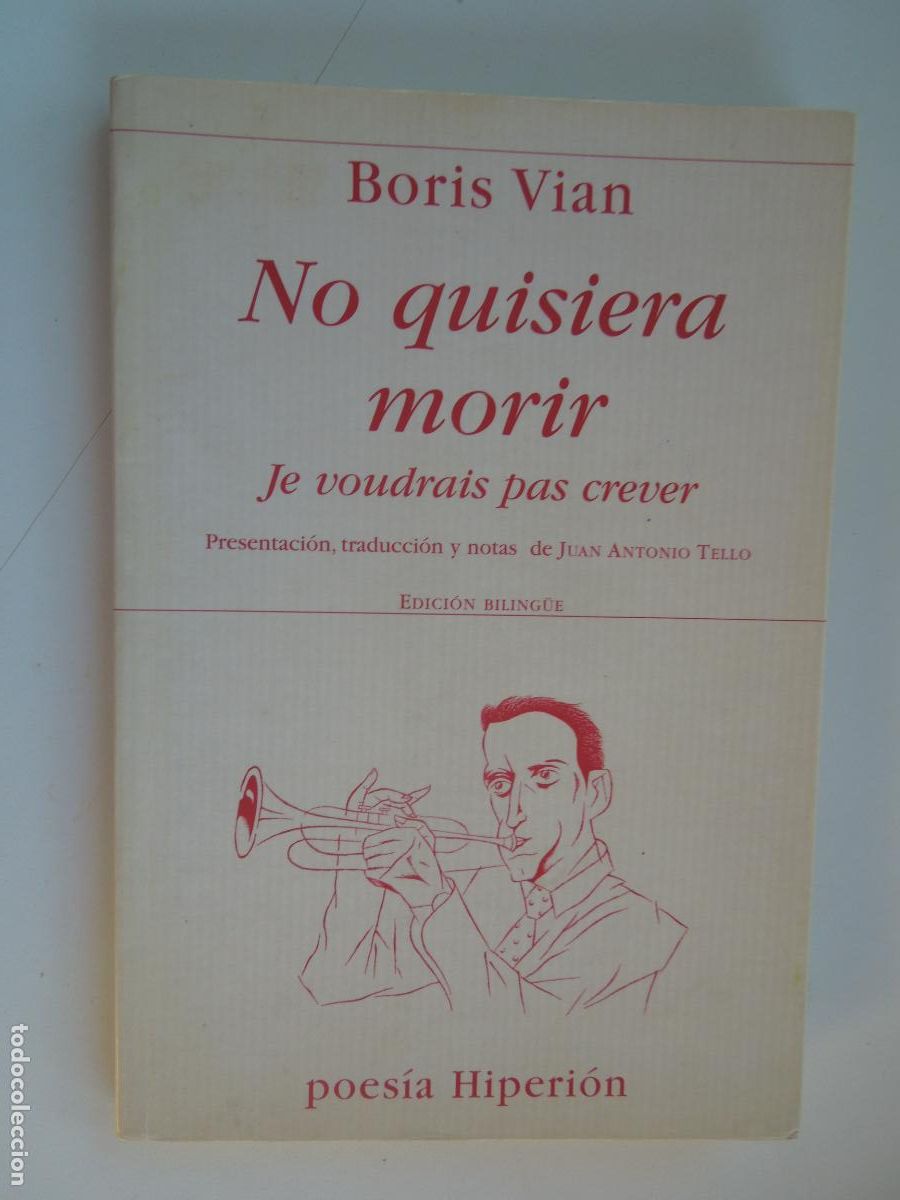 Boris Vian
No quisiera
morir
Je voudrais pas crever
Presentación, traducción y notas de JUAN ANTONIO TELLO
EDICIÓN BILINGÜE
poesía Hiperión
todocoleccion